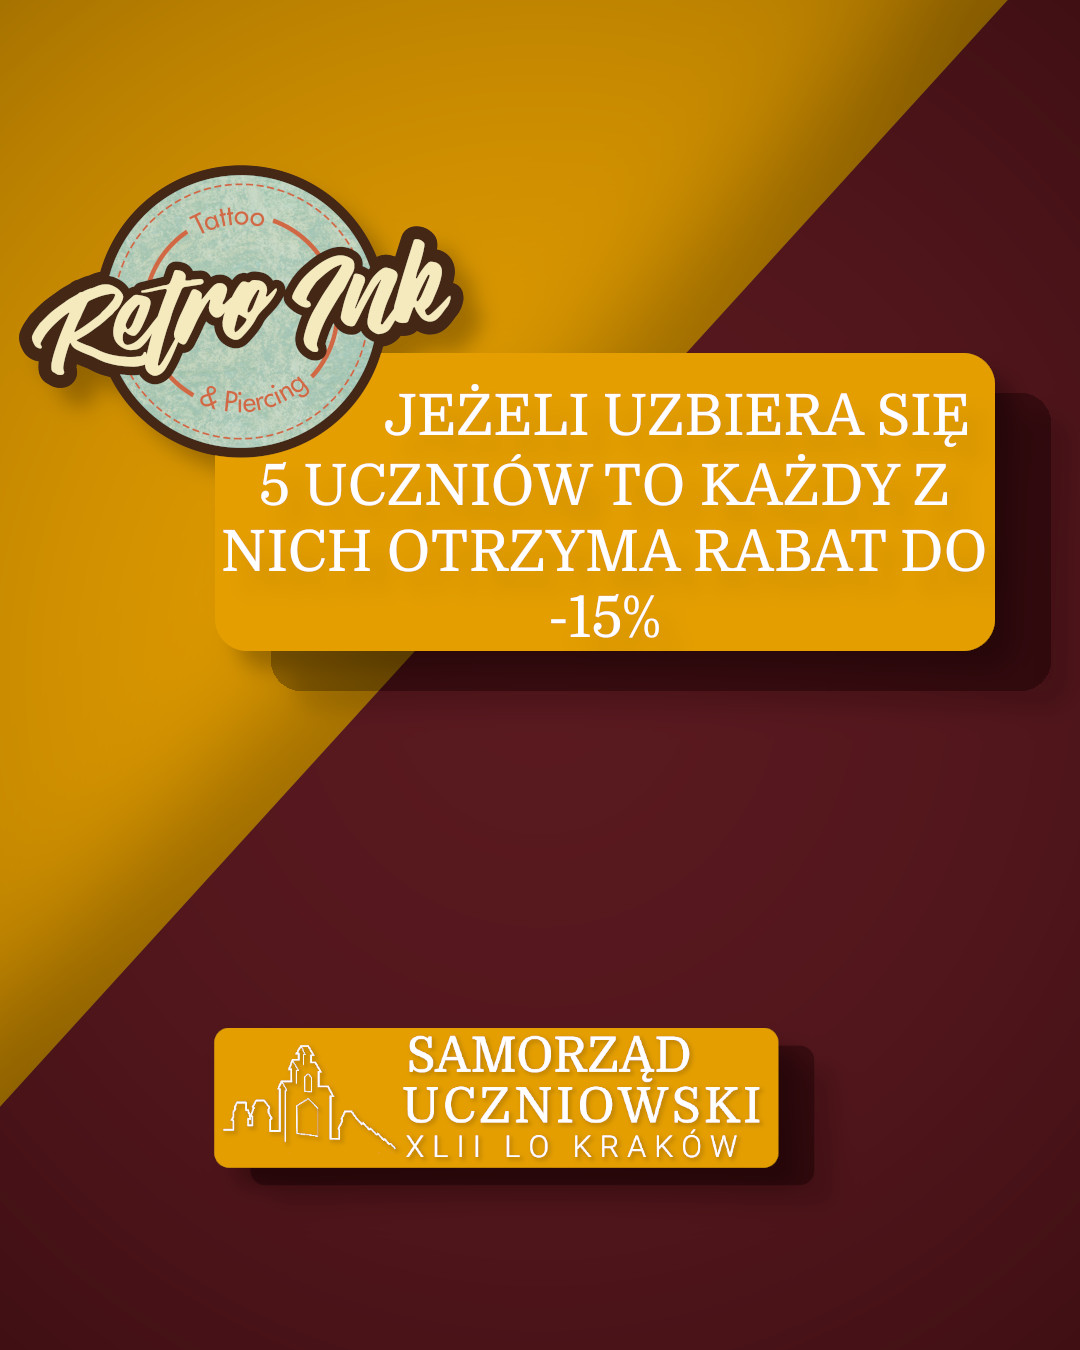 Tattoo
Retro Ink
& Piercing
JEŻELI UZBIERA SIĘ
5 UCZNIÓW TO KAŻDY Z
NICH OTRZYMA RABAT DO
-15%
SAMORZĄD
UCZNIOWSKI
XLII LO KRAKÓW